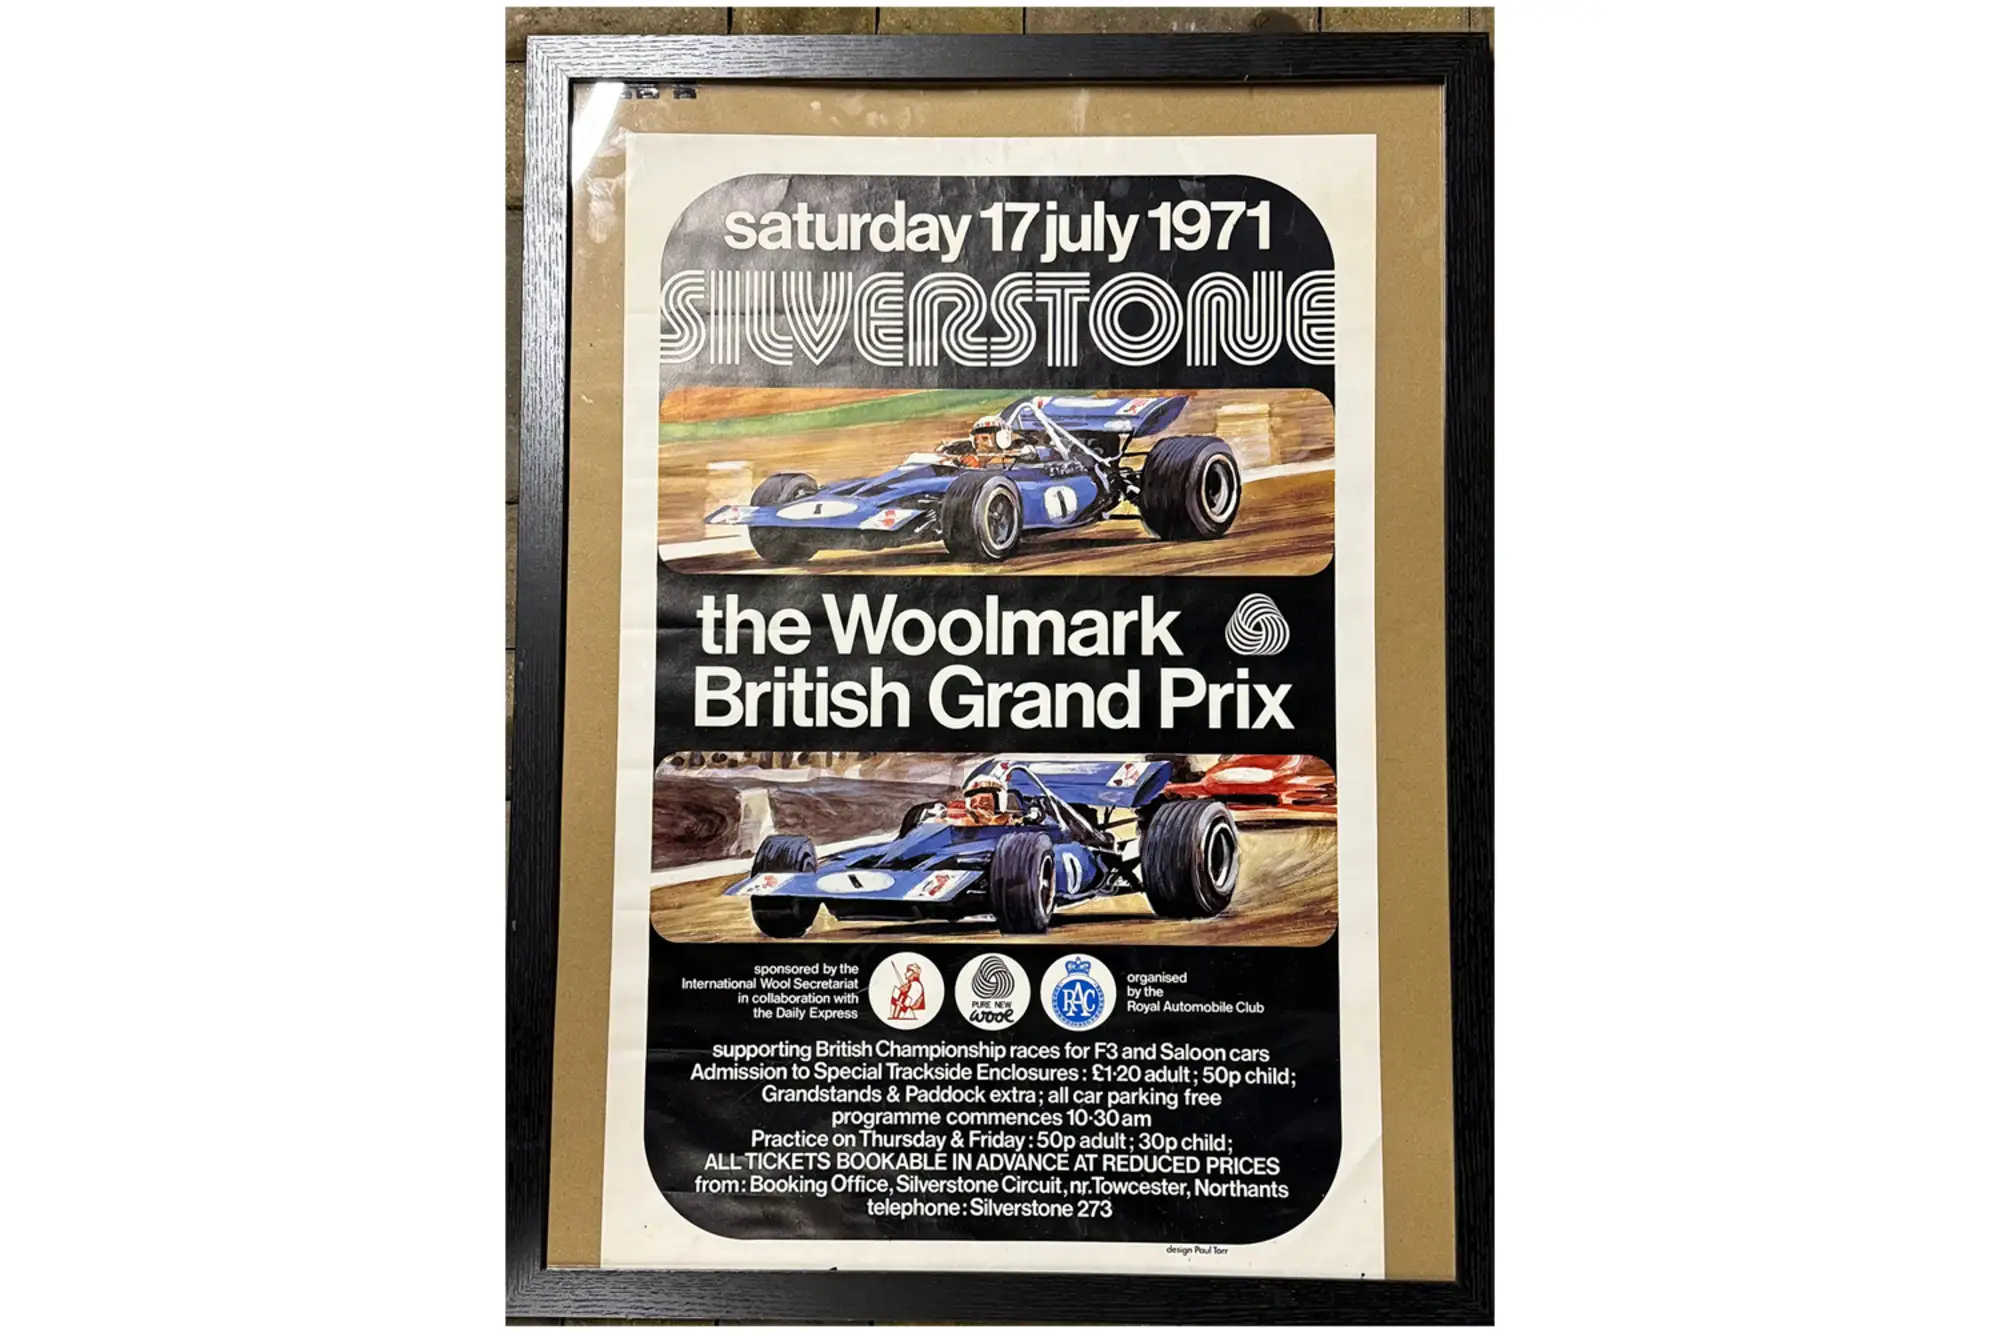 saturday 17 july 1971
SILVERSTONE
1
1
the Woolmark
British Grand Prix
1
sponsored by the
International Wool Secretariat
in collaboration with
the Daily Express
PURE NEW
wool
RAC
organised
by the
Royal Automobile Club
supporting British Championship races for F3 and Saloon cars
Admission to Special Trackside Enclosures: £1·20 adult; 50p child;
Grandstands & Paddock extra; all car parking free
programme commences 10·30am
Practice on Thursday & Friday: 50p adult; 30p child;
ALL TICKETS BOOKABLE IN ADVANCE AT REDUCED PRICES
from: Booking Office, Silverstone Circuit, nr. Towcester, Northants
telephone: Silverstone 273
design Paul Torr